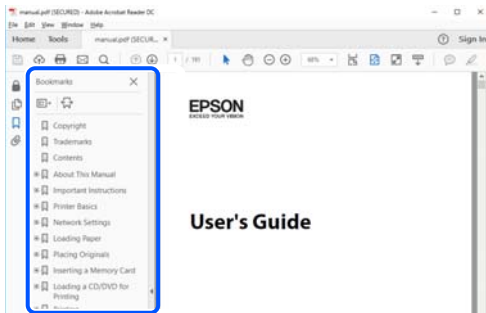 manual.pdf (SECURED) - Adobe Acrobat Reader DC
File Edit View Window Help
Home Tools manual.pdf (SECUR... ×
Sign In
Bookmarks
Copyright
Trademarks
Contents
About This Manual
Important Instructions
Printer Basics
Network Settings
Loading Paper
Placing Originals
Inserting a Memory Card
Loading a CD/DVD for
Printing
EPSON
EXCEED YOUR VISION
User's Guide